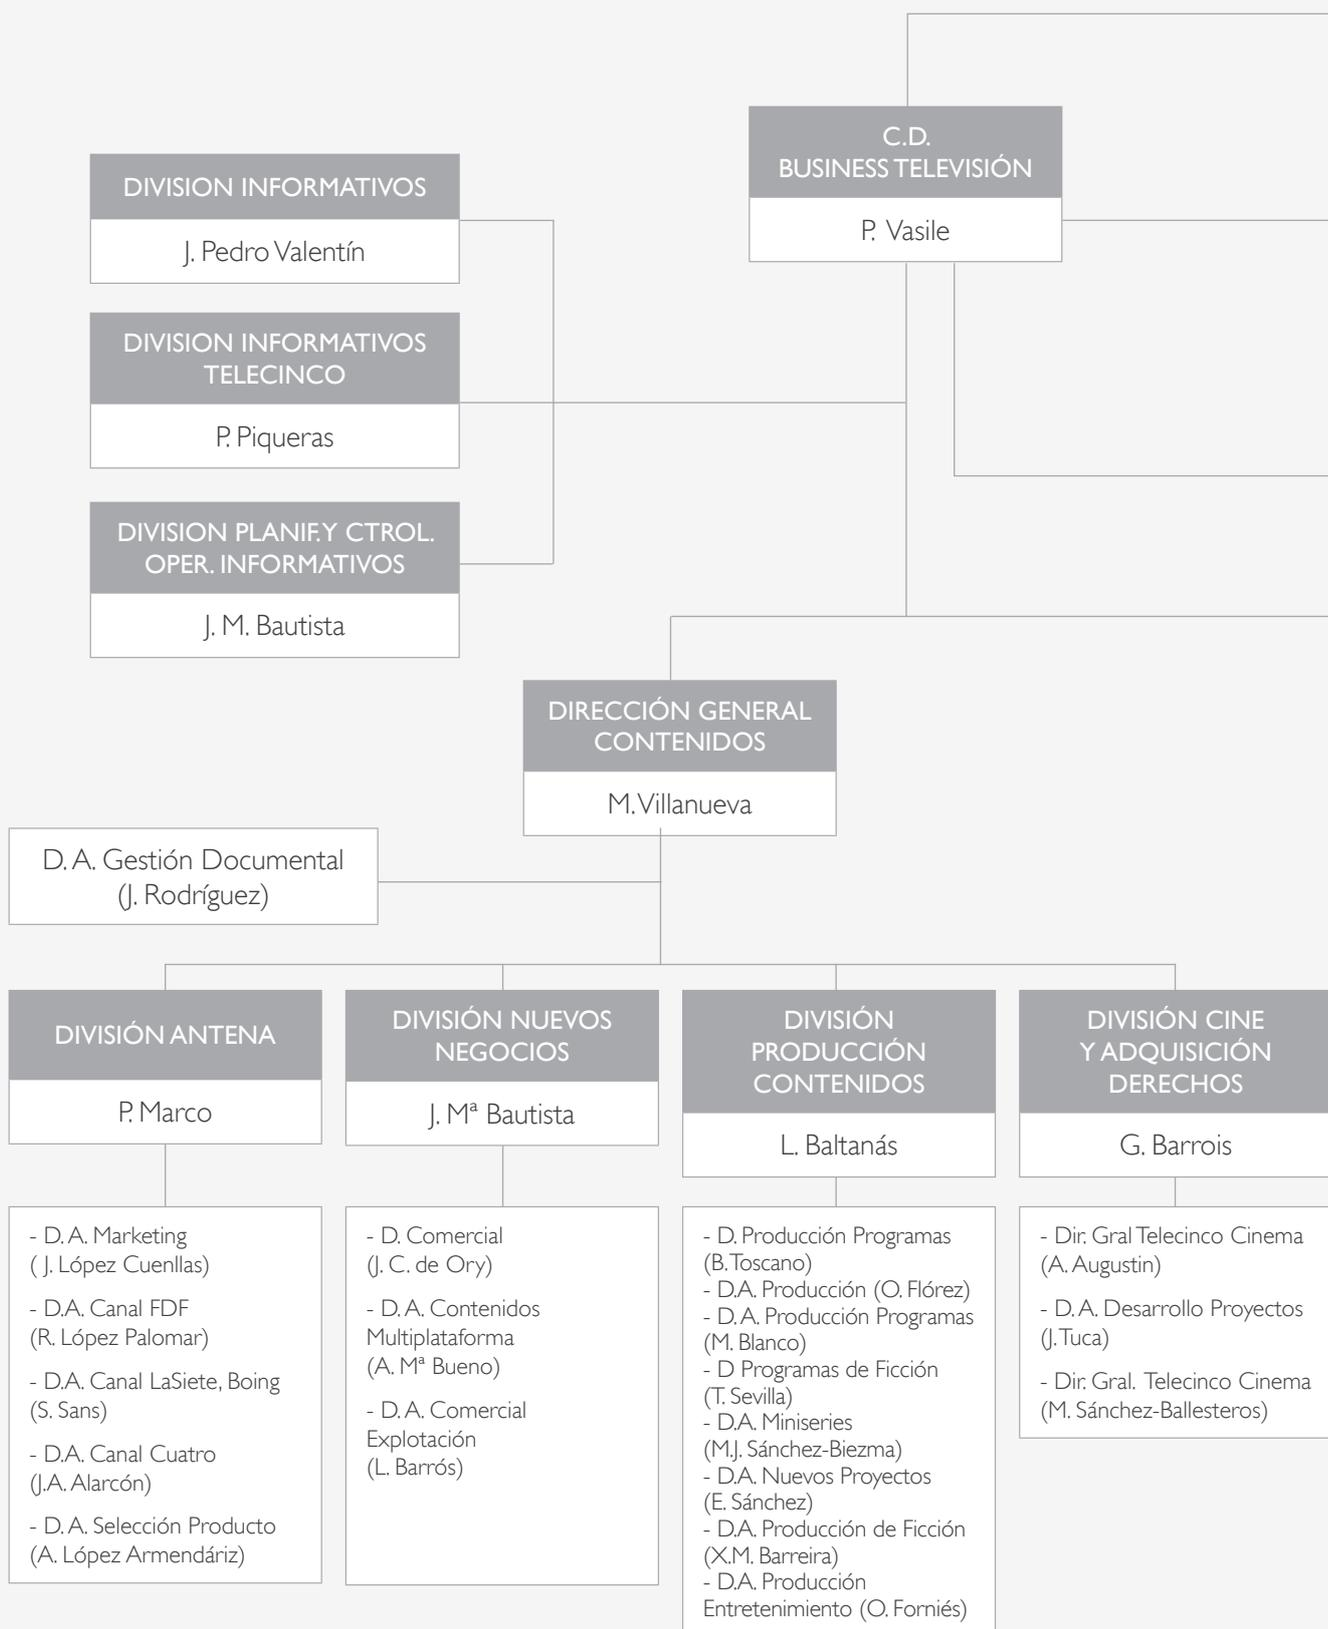 C.D.
BUSINESS TELEVISIÓN
P. Vasile
DIVISION INFORMATIVOS
J. Pedro Valentín
DIVISION INFORMATIVOS
TELECINCO
P. Piqueras
DIVISION PLANIF. Y CTROL.
OPER. INFORMATIVOS
J. M. Bautista
DIRECCIÓN GENERAL
CONTENIDOS
M. Villanueva
D. A. Gestión Documental
(J. Rodríguez)
DIVISIÓN ANTENA
P. Marco
- D. A. Marketing
( J. López Cuenllas)
- D.A. Canal FDF
(R. López Palomar)
- D.A. Canal LaSiete, Boing
(S. Sans)
- D.A. Canal Cuatro
(J.A. Alarcón)
- D. A. Selección Producto
(A. López Armendáriz)
DIVISIÓN NUEVOS
NEGOCIOS
J. Mª Bautista
- D. Comercial
(J. C. de Ory)
- D. A. Contenidos
Multiplataforma
(A. Mª Bueno)
- D. A. Comercial
Explotación
(L. Barrós)
DIVISIÓN
PRODUCCIÓN
CONTENIDOS
L. Baltanás
- D. Producción Programas
(B. Toscano)
- D.A. Producción (O. Flórez)
- D. A. Producción Programas
(M. Blanco)
- D Programas de Ficción
(T. Sevilla)
- D.A. Miniseries
(M.J. Sánchez-Biezma)
- D.A. Nuevos Proyectos
(E. Sánchez)
- D.A. Producción de Ficción
(X.M. Barreira)
- D.A. Producción
Entretenimiento (O. Forniés)
DIVISIÓN CINE
Y ADQUISICIÓN
DERECHOS
G. Barrois
- Dir. Gral Telecinco Cinema
(A. Augustin)
- D. A. Desarrollo Proyectos
(J. Tuca)
- Dir. Gral. Telecinco Cinema
(M. Sánchez-Ballesteros)